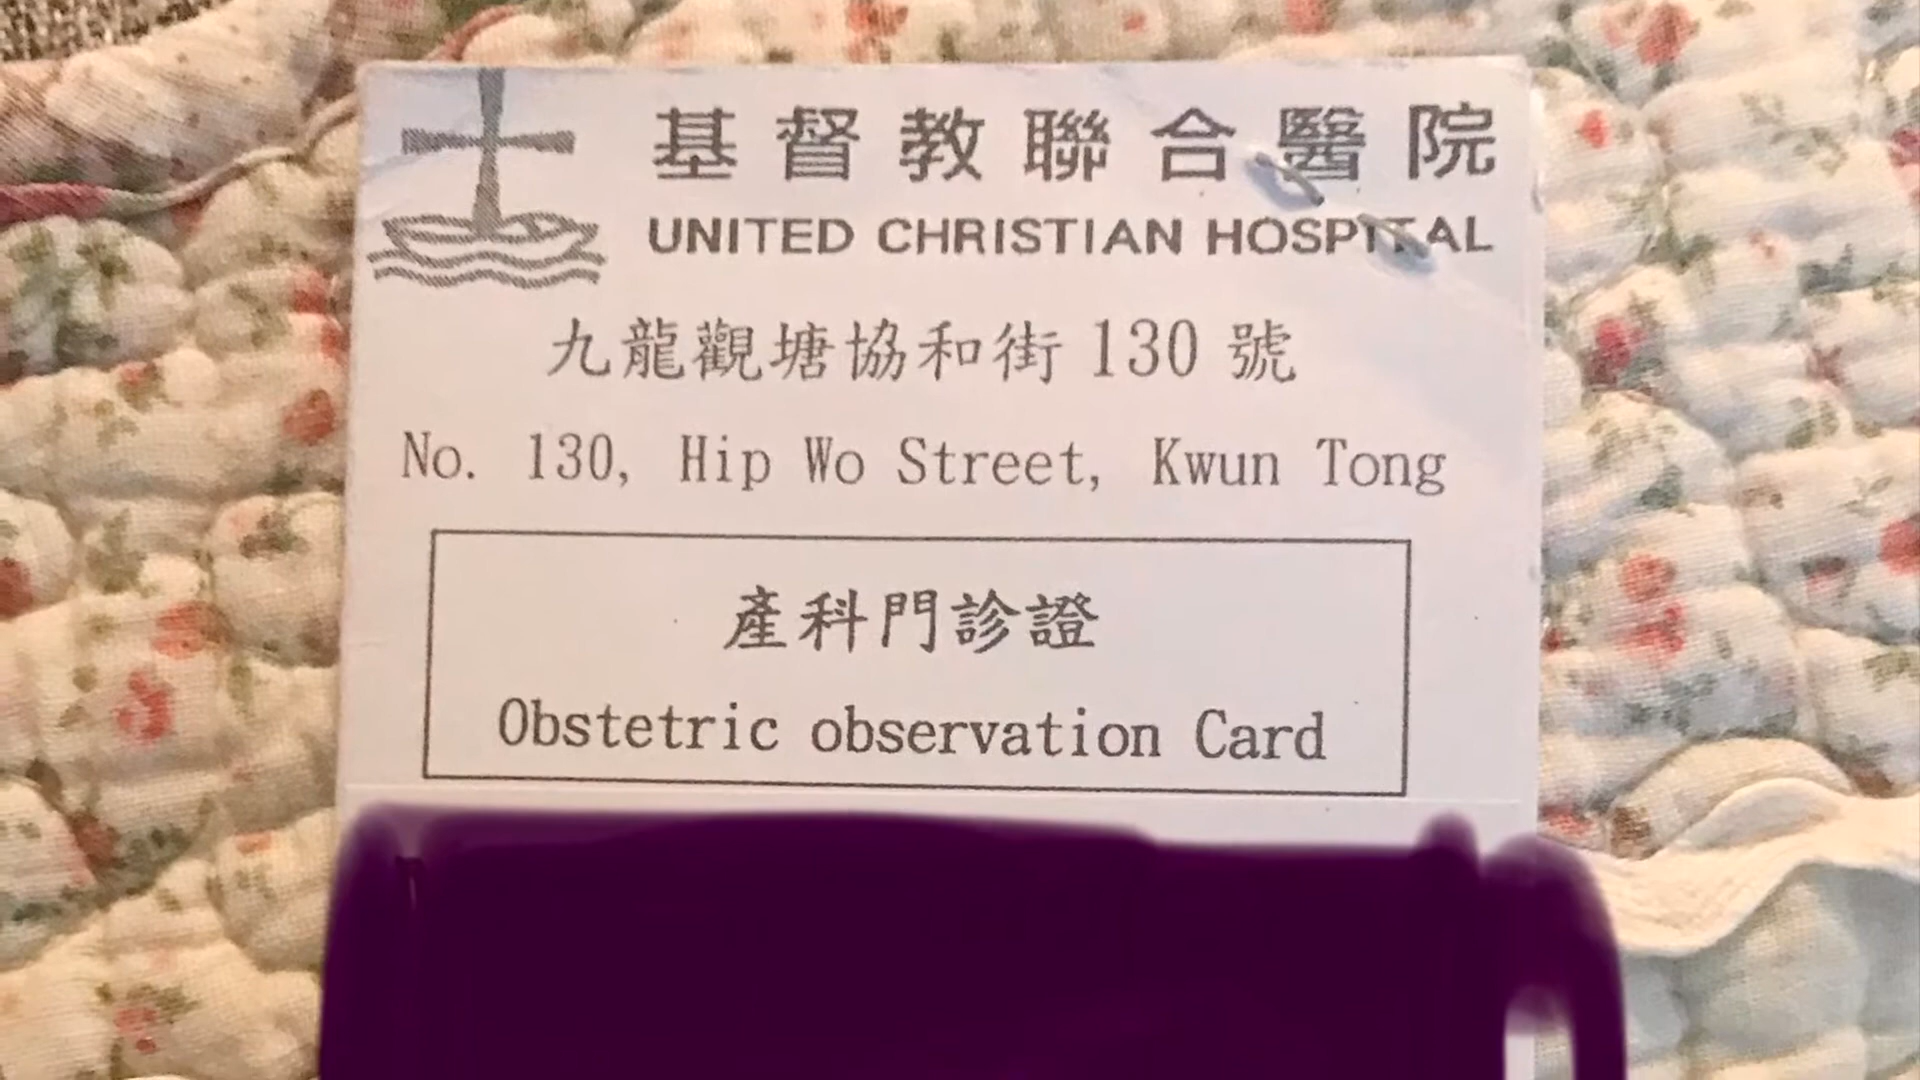 基督教聯合醫院
UNITED CHRISTIAN HOSPITAL
九龍觀塘協和街 130 號
No. 130, Hip Wo Street, Kwun Tong
產科門診證
Obstetric observation Card